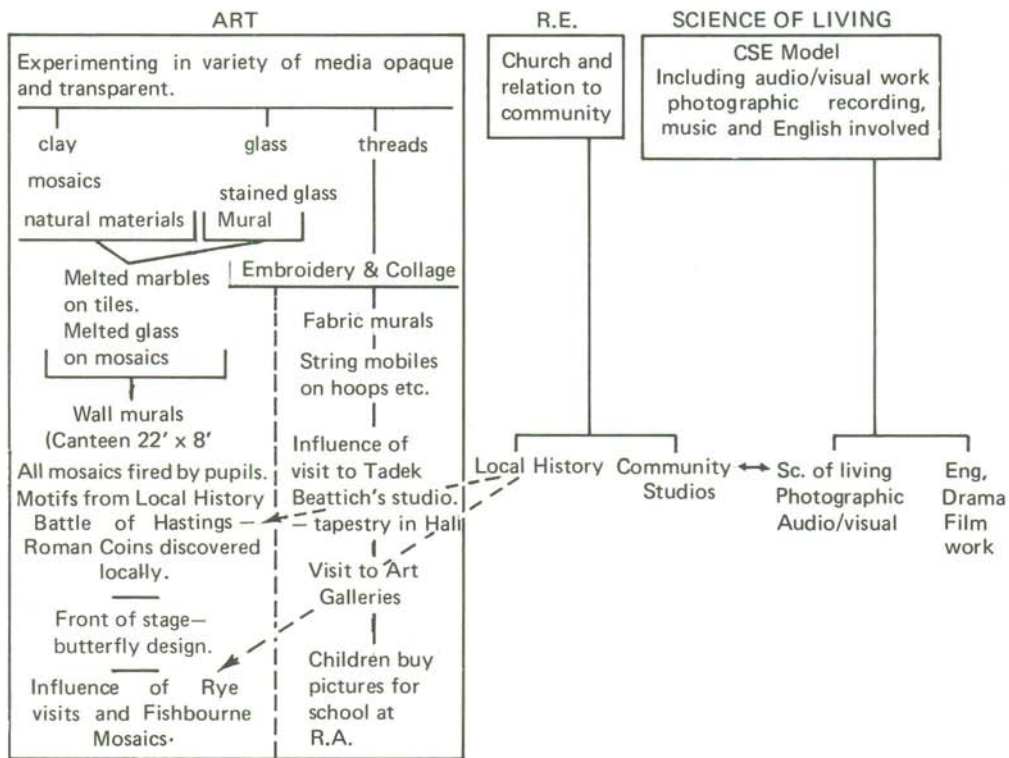 ART
Experimenting in variety of media opaque
and transparent.
clay
glass
threads
mosaics
natural materials
stained glass
Mural
Melted marbles
on tiles.
Melted glass
on mosaics
Wall murals
(Canteen 22' x 8'
All mosaics fired by pupils.
Motifs from Local History
Battle of Hastings —
Roman Coins discovered
locally.
Front of stage—
butterfly design.
Influence of Rye
visits and Fishbourne
Mosaics.
Embroidery & Collage
Fabric murals
String mobiles
on hoops etc.
Influence of
visit to Tadek
Beattich's studio.
— tapestry in Hall
Visit to Art
Galleries
Children buy
pictures for
school at
R.A.
R.E.
Church and
relation to
community
Local History
Community
Studios
SCIENCE OF LIVING
CSE Model
Including audio/visual work
photographic recording,
music and English involved
Sc. of living
Photographic
Audio/visual
Eng,
Drama
Film
work